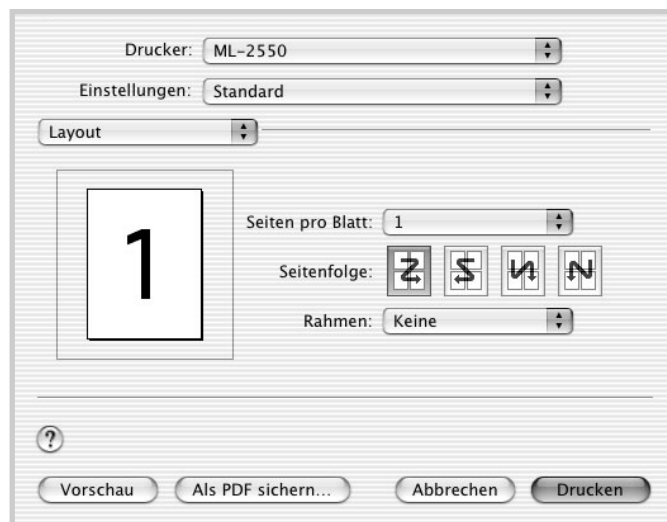 Drucker: ML-2550
Einstellungen: Standard
Layout
1
Seiten pro Blatt: 1
Seitenfolge:
Rahmen: Keine
?
Vorschau Als PDF sichern... Abbrechen Drucken